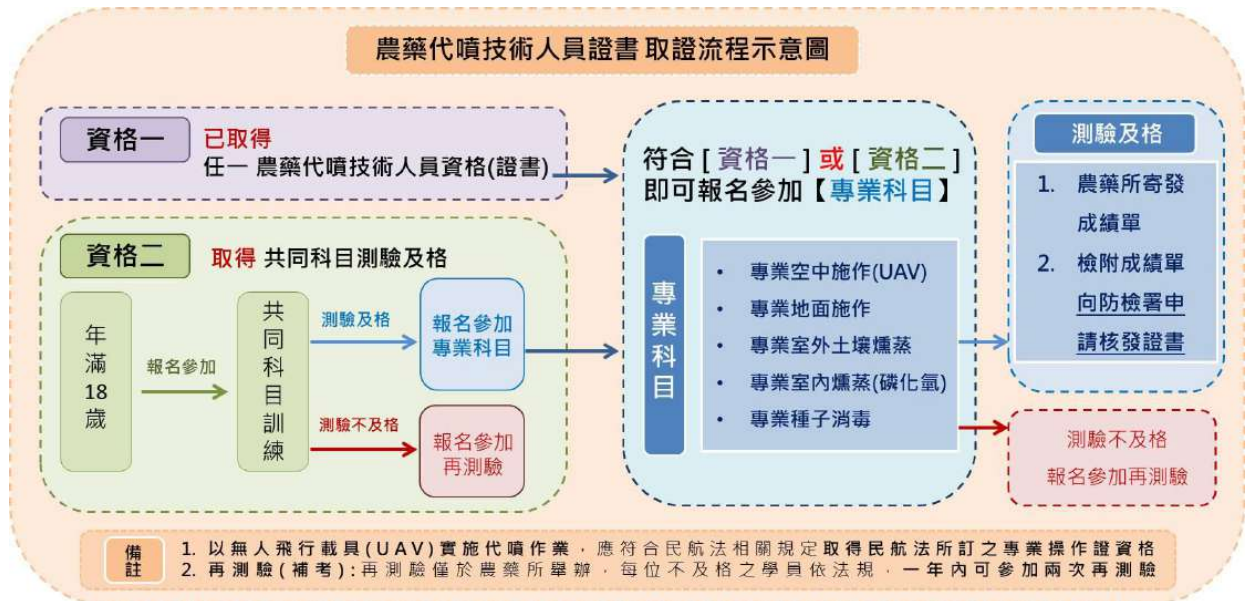 農藥代噴技術人員證書 取證流程示意圖
資格一
已取得
任一 農藥代噴技術人員資格(證書)
資格二
取得 共同科目測驗及格
年滿18歲
報名參加
共同科目訓練
測驗及格
報名參加
專業科目
測驗不及格
報名參加
再測驗
符合[資格一]或[資格二]
即可報名參加【專業科目】
專業科目
• 專業空中施作(UAV)
• 專業地面施作
• 專業室外土壤燻蒸
• 專業室內燻蒸(磷化氫)
• 專業種子消毒
測驗及格
1. 農藥所寄發
成績單
2. 檢附成績單
向防檢署申
請核發證書
測驗不及格
報名參加再測驗
備註
1. 以無人飛行載具(UAV)實施代噴作業，應符合民航法相關規定取得民航法所訂之專業操作證資格
2. 再測驗(補考):再測驗僅於農藥所舉辦，每位不及格之學員依法規，一年內可參加兩次再測驗